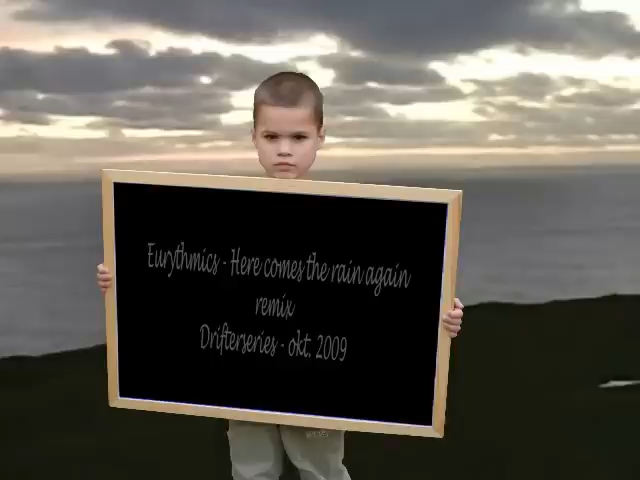 Eurythmics - Here comes the rain again
remix
Drifterseries - okt. 2009